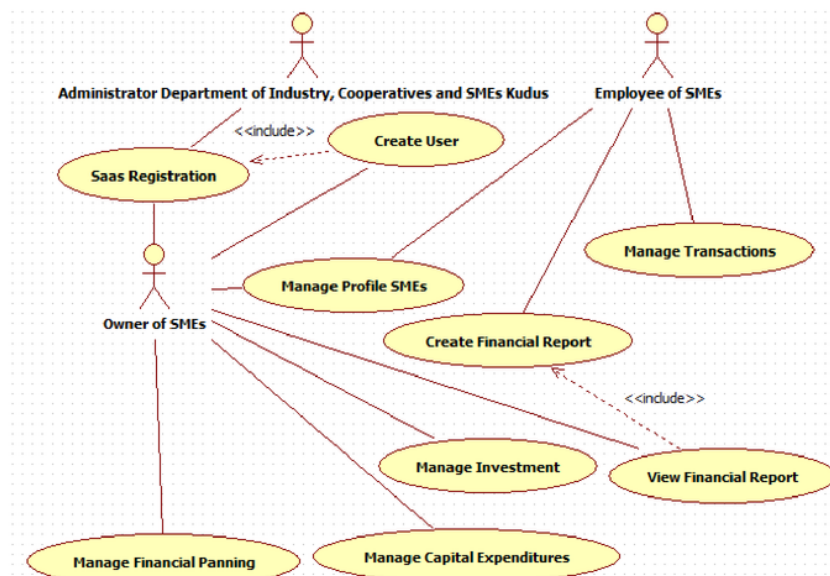 Administrator Department of Industry, Cooperatives and SMEs Kudus
Employee of SMEs
<<include>>
Create User
Saas Registration
Manage Transactions
Manage Profile SMEs
Owner of SMEs
Create Financial Report
<<include>>
Manage Investment
View Financial Report
Manage Financial Panning
Manage Capital Expenditures